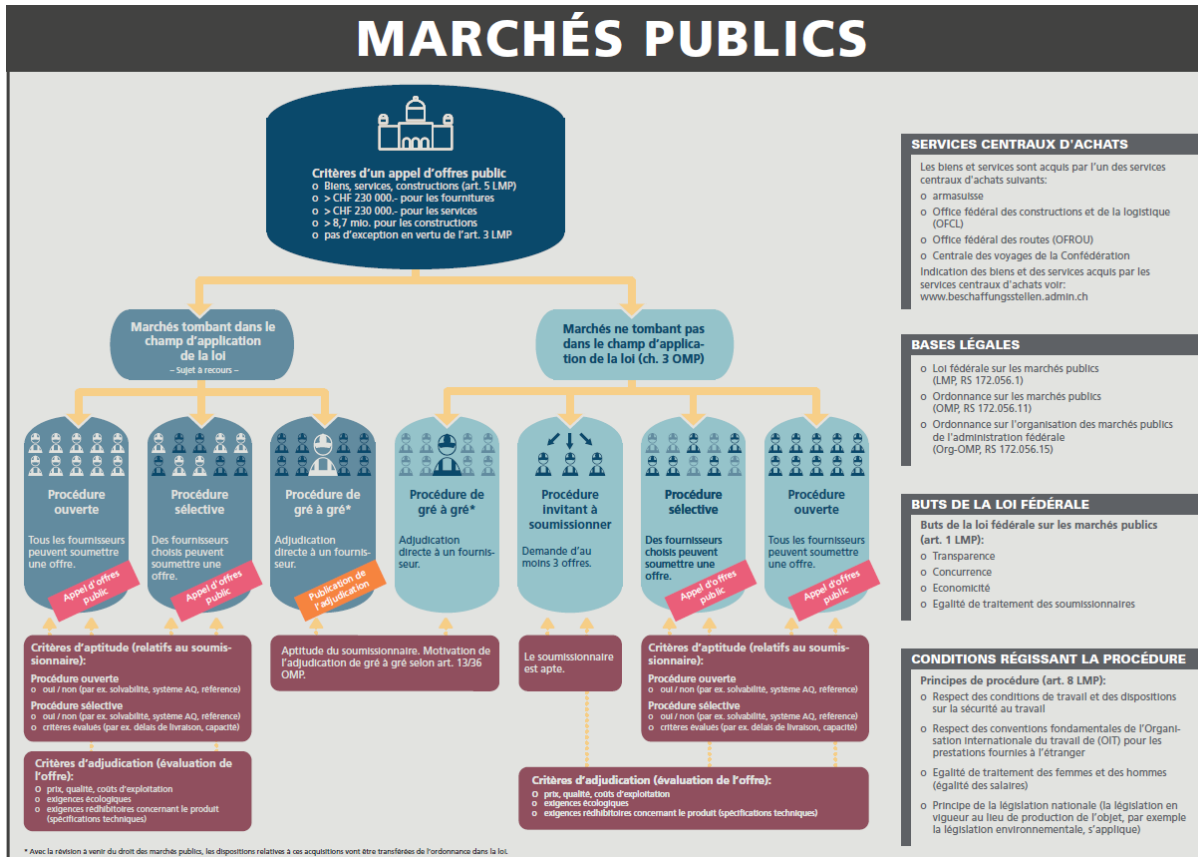 MARCHÉS PUBLICS
Critères d'un appel d'offres public
o Biens, services, constructions (art. 5 LMP)
o > CHF 230 000.- pour les fournitures
o > CHF 230 000.- pour les services
o > 8,7 mio. pour les constructions
o pas d'exception en vertu de l'art. 3 LMP
Marchés tombant dans le
champ d'application
de la loi
– Sujet à recours –
Marchés ne tombant pas
dans le champ d'applica-
tion de la loi (ch. 3 OMP)
Procédure
ouverte
Tous les fournisseurs
peuvent soumettre
une offre.
Appel d'offres
public
Procédure
sélective
Des fournisseurs
choisis peuvent
soumettre une
offre.
Appel d'offres
public
Procédure de
gré à gré*
Adjudication
directe à un fournis-
seur.
Publication de
l'adjudication
Procédure de
gré à gré*
Adjudication
directe à un fournis-
seur.
Procédure
invitant à
soumissionner
Demande d'au
moins 3 offres.
Procédure
sélective
Des fournisseurs
choisis peuvent
soumettre une
offre.
Appel d'offres
public
Procédure
ouverte
Tous les fournisseurs
peuvent soumettre
une offre.
Appel d'offres
public
Critères d'aptitude (relatifs au soumis-
sionnaire):
Procédure ouverte
o oui / non (par ex. solvabilité, système AQ, référence)
Procédure sélective
o oui / non (par ex. solvabilité, système AQ, référence)
o critères évalués (par ex. délais de livraison, capacité)
Aptitude du soumissionaire. Motivation de
l'adjudication de gré à gré selon art. 13/36
OMP.
Le soumissionnaire
est apte.
Critères d'aptitude (relatifs au soumis-
sionnaire):
Procédure ouverte
o oui / non (par ex. solvabilité, système AQ, référence)
Procédure sélective
o oui / non (par ex. solvabilité, système AQ, référence)
o critères évalués (par ex. délais de livraison, capacité)
Critères d'adjudication (évaluation de
l'offre):
o prix, qualité, coûts d'exploitation
o exigences écologiques
o exigences rédhibitoires concernant le produit
(spécifications techniques)
Critères d'adjudication (évaluation de l'offre):
o prix, qualité, coûts d'exploitation
o exigences écologiques
o exigences rédhibitoires concernant le produit (spécifications techniques)
* Avec la révision à venir du droit des marchés publics, les dispositions relatives à ces acquisitions vont être transférées de l'ordonnance dans la loi.
SERVICES CENTRAUX D'ACHATS
Les biens et services sont acquis par l'un des services
centraux d'achats suivants:
o armasuisse
o Office fédéral des constructions et de la logistique
(OFCL)
o Office fédéral des routes (OFROU)
o Centrale des voyages de la Confédération
Indication des biens et des services acquis par les
services centraux d'achats voir:
www.beschaffungsstellen.admin.ch
BASES LÉGALES
o Loi fédérale sur les marchés publics
(LMP, RS 172.056.1)
o Ordonnance sur les marchés publics
(OMP, RS 172.056.11)
o Ordonnance sur l'organisation des marchés publics
de l'administration fédérale
(Org-OMP, RS 172.056.15)
BUTS DE LA LOI FÉDÉRALE
Buts de la loi fédérale sur les marchés publics
(art. 1 LMP):
o Transparence
o Concurrence
o Economicité
o Egalité de traitement des soumissionnaires
CONDITIONS RÉGISSANT LA PROCÉDURE
Principes de procédure (art. 8 LMP):
o Respect des conditions de travail et des dispositions
sur la sécurité au travail
o Respect des conventions fondamentales de l'Organi-
sation internationale du travail de (OIT) pour les
prestations fournies à l'étranger
o Egalité de traitement des femmes et des hommes
(égalité des salaires)
o Principe de la législation nationale (la législation en
vigueur au lieu de production de l'objet, par exemple
la législation environnementale, s'applique)